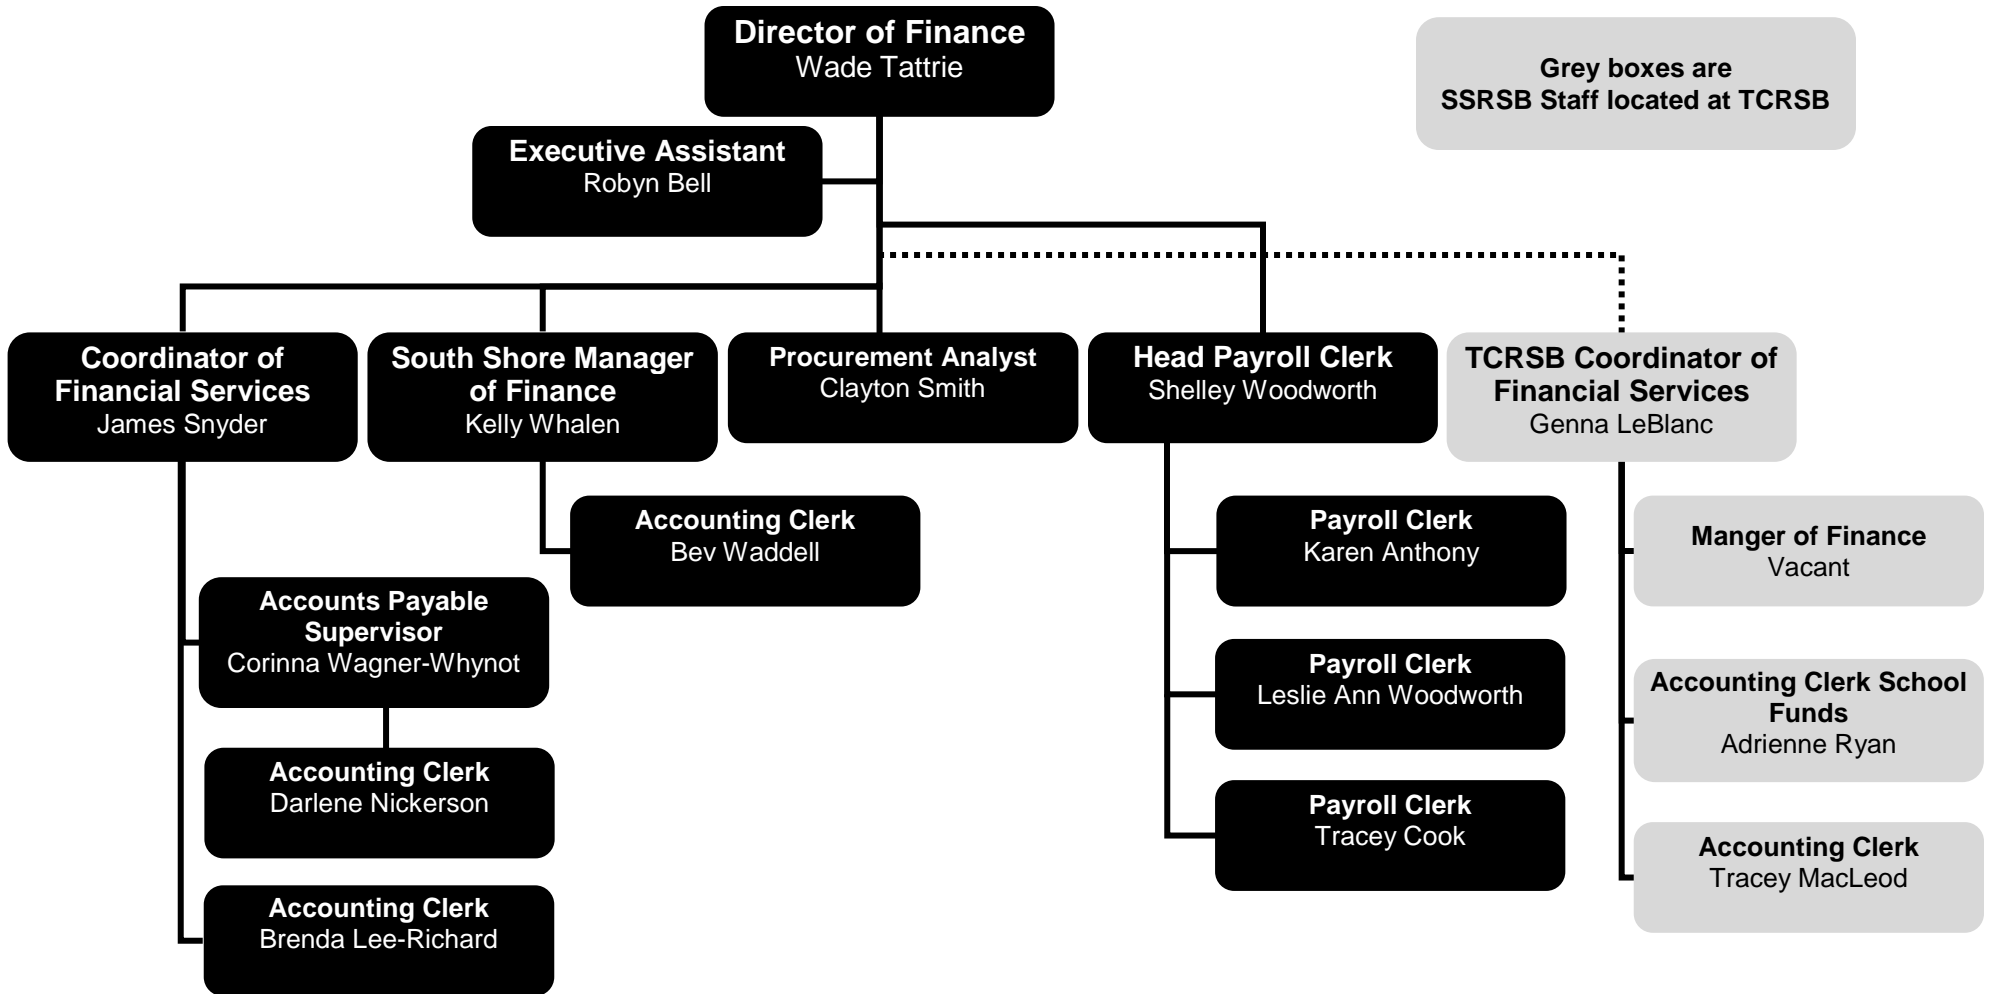 Director of Finance
Wade Tattrie
Grey boxes are
SSRSB Staff located at TCRSB
Executive Assistant
Robyn Bell
Coordinator of
Financial Services
James Snyder
South Shore Manager
of Finance
Kelly Whalen
Procurement Analyst
Clayton Smith
Head Payroll Clerk
Shelley Woodworth
TCRSB Coordinator of
Financial Services
Genna LeBlanc
Accounting Clerk
Bev Waddell
Payroll Clerk
Karen Anthony
Manger of Finance
Vacant
Accounts Payable
Supervisor
Corinna Wagner-Whynot
Payroll Clerk
Leslie Ann Woodworth
Accounting Clerk School
Funds
Adrienne Ryan
Accounting Clerk
Darlene Nickerson
Payroll Clerk
Tracey Cook
Accounting Clerk
Tracey MacLeod
Accounting Clerk
Brenda Lee-Richard